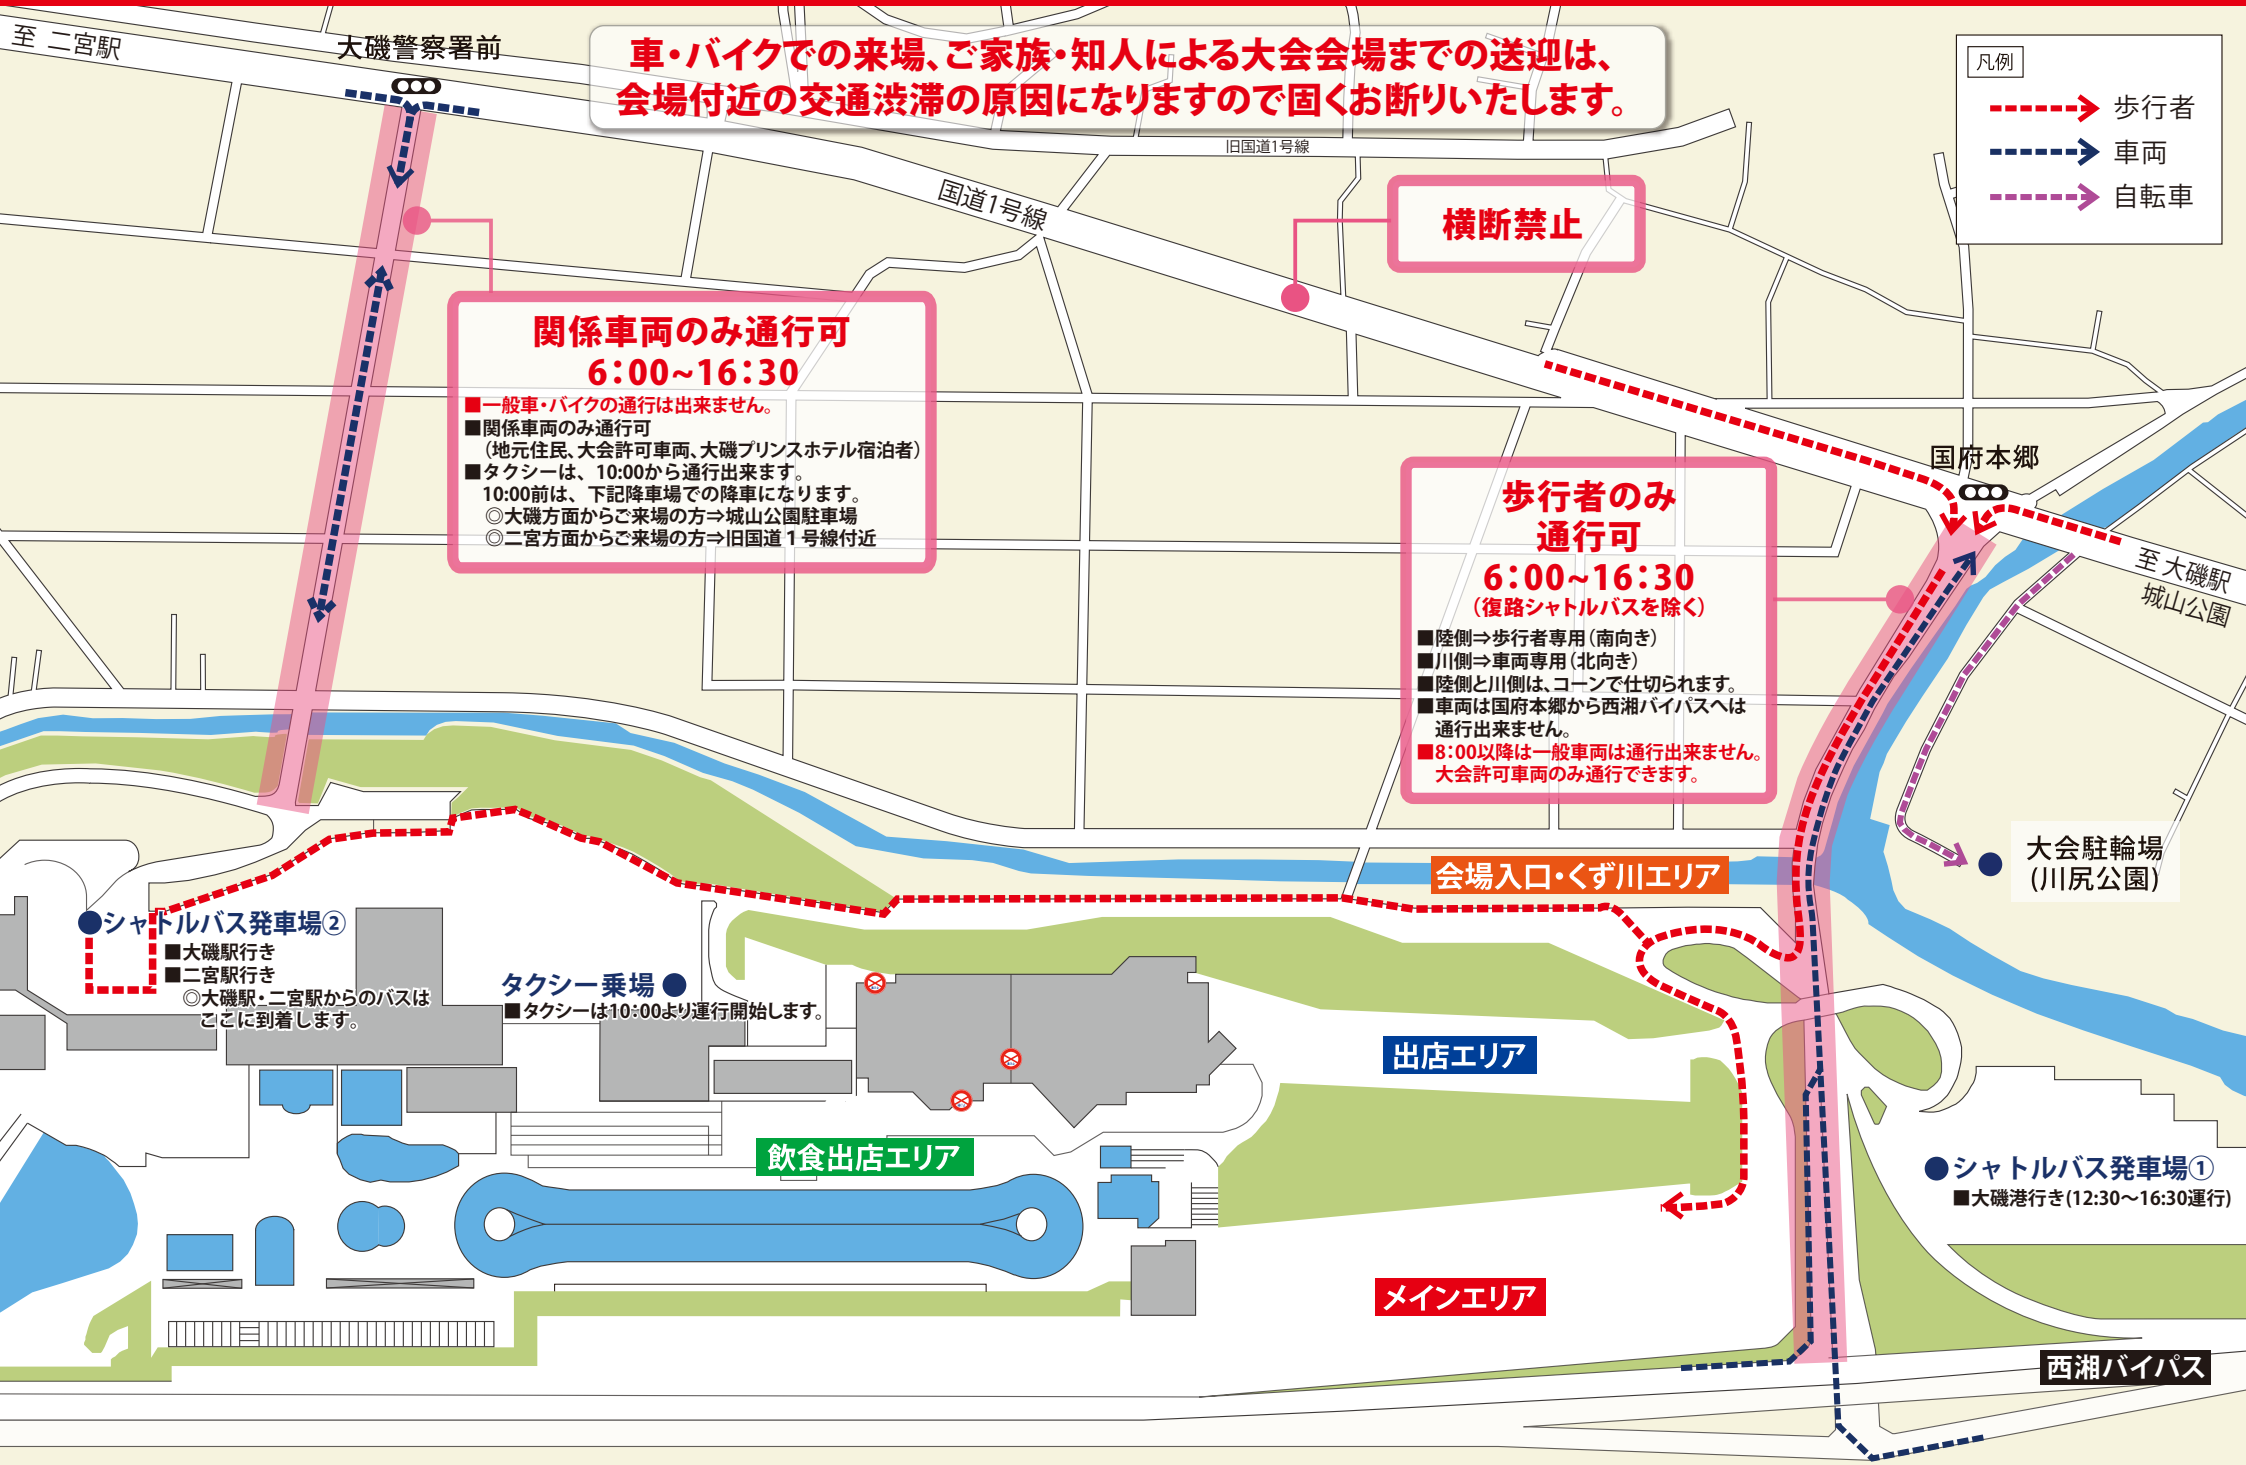 車・バイクでの来場、ご家族・知人による大会会場までの送迎は、
会場付近の交通渋滞の原因になりますので固くお断りいたします。
至 二宮駅
大磯警察署前
凡例
歩行者
車両
自転車
旧国道1号線
国道1号線
横断禁止
関係車両のみ通行可
6:00~16:30
■一般車・バイクの通行は出来ません。
■関係車両のみ通行可
(地元住民、大会許可車両、大磯プリンスホテル宿泊者)
■タクシーは、10:00から通行出来ます。
10:00前は、下記降車場での降車になります。
◎大磯方面からご来場の方⇒城山公園駐車場
◎二宮方面からご来場の方⇒旧国道1号線付近
国府本郷
歩行者のみ
通行可
6:00~16:30
(復路シャトルバスを除く)
■陸側⇒歩行者専用(南向き)
■川側⇒車両専用(北向き)
■陸側と川側は、コーンで仕切られます。
■車両は国府本郷から西湘バイパスへは
通行出来ません。
■8:00以降は一般車両は通行出来ません。
大会許可車両のみ通行できます。
至 大磯駅
城山公園
大会駐輪場
(川尻公園)
会場入口・くず川エリア
●シャトルバス発車場②
■大磯駅行き
■二宮駅行き
◎大磯駅・二宮駅からのバスは
ここに到着します。
タクシー乗場●
■タクシーは10:00より運行開始します。
出店エリア
飲食出店エリア
●シャトルバス発車場①
■大磯港行き(12:30～16:30運行)
メインエリア
西湘バイパス